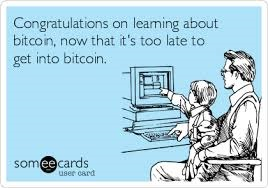 Congratulations on learning about
bitcoin, now that it's too late to
get into bitcoin.
someecards
user card